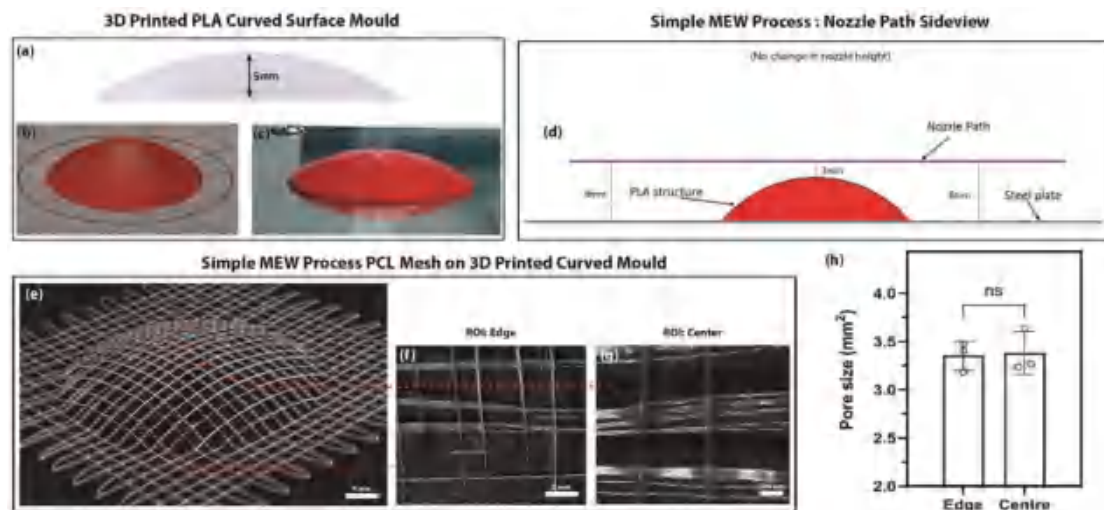 3D Printed PLA Curved Surface Mould
(a)
5mm
(b)
(c)
Simple MEW Process : Nozzle Path Sideview
(No change in nozzle height)
(d)
Nozzle Path
3mm
PLA structure
8mm
8mm
Steel plate
Simple MEW Process PCL Mesh on 3D Printed Curved Mould
(e)
ROI: Edge
(f)
ROI: Center
(g)
(h)
ns
Pore size (mm²)
4.0
3.5
3.0
2.5
2.0
Edge Centre